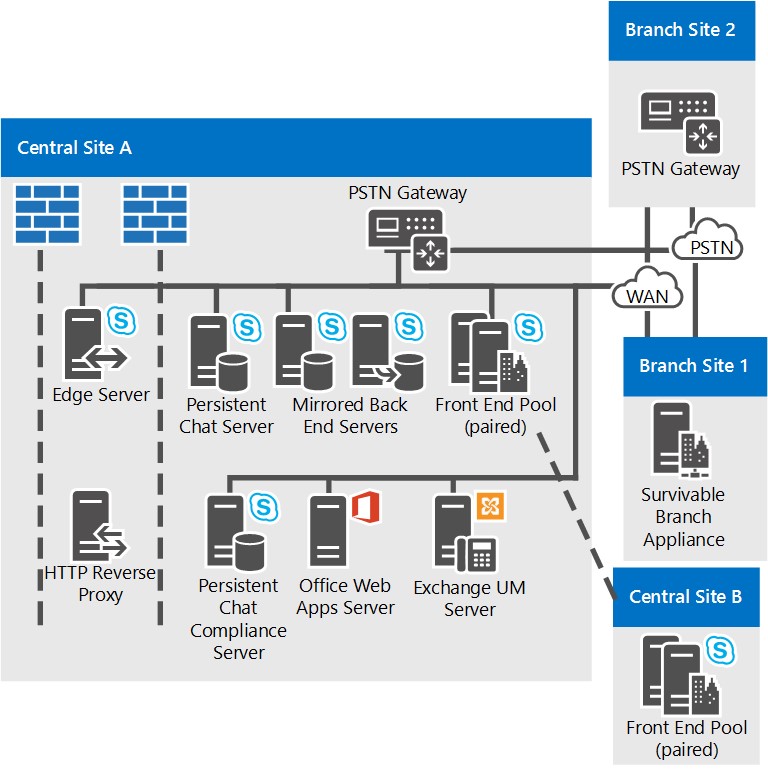 Branch Site 2
PSTN Gateway
PSTN
WAN
Central Site A
PSTN Gateway
Edge Server
Persistent
Chat Server
Mirrored Back
End Servers
Front End Pool
(paired)
HTTP Reverse
Proxy
Persistent
Chat
Compliance
Server
Office Web
Apps Server
Exchange UM
Server
Branch Site 1
Survivable
Branch
Appliance
Central Site B
Front End Pool
(paired)